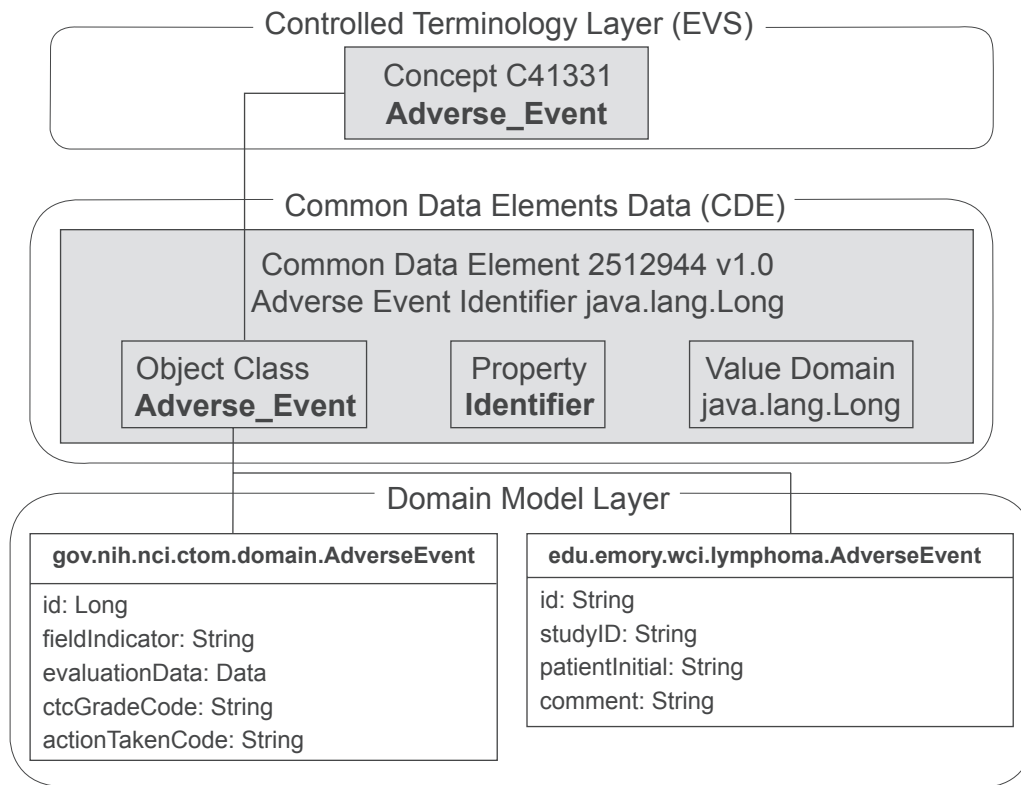 Controlled Terminology Layer (EVS)
Concept C41331
Adverse_Event
Common Data Elements Data (CDE)
Common Data Element 2512944 v1.0
Adverse Event Identifier java.lang.Long
Object Class
Adverse_Event
Property
Identifier
Value Domain
java.lang.Long
Domain Model Layer
gov.nih.nci.ctom.domain.AdverseEvent
id: Long
fieldIndicator: String
evaluationData: Data
ctcGradeCode: String
actionTakenCode: String
edu.emory.wci.lymphoma.AdverseEvent
id: String
studyID: String
patientInitial: String
comment: String